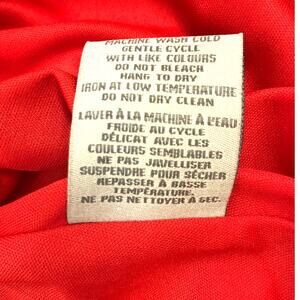 MACHINE WASH COLD
GENTLE CYCLE
WITH LIKE COLOURS
DO NOT BLEACH
HANG TO DRY
IRON AT LOW TEMPERATURE
DO NOT DRY CLEAN
LAVER À LA MACHINE À L'EAU
FROIDE AU CYCLE
DÉLICAT AVEC LES
COULEURS SEMBLABLES
NE PAS JAVELLISER
SUSPENDRE POUR SÉCHER
REPASSER À BASSE
TEMPÉRATURE.
NE PAS NETTOYER À SEC.